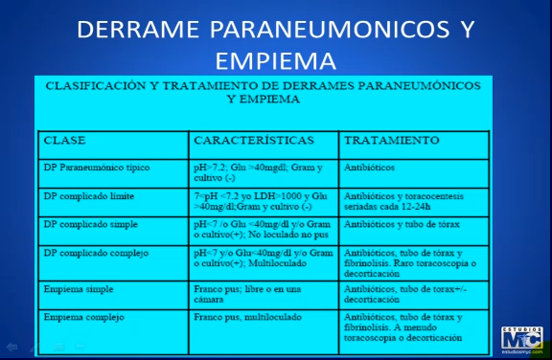 DERRAME PARANEUMONICOS Y
EMPIEMA
CLASIFICACIÓN Y TRATAMIENTO DE DERRAMES PARANEUMÓNICOS
Y EMPIEMA
CLASE
CARACTERÍSTICAS
TRATAMIENTO
DP Paraneumónico típico
pH>7.2; Glu >40mgdl; Gram y
cultivo (-)
Antibióticos
DP complicado límite
7<pH <7.2 yo LDH>1000 y Glu
>40mg/dl;Gram y cultivo (-)
Antibióticos y toracocentesis
seriadas cada 12-24h
DP complicado simple
pH<7 /o Glu <40mg/dl y/o Gram
o cultivo(+); No loculado no pus
Antibióticos y tubo de tórax
DP complicado complejo
pH<7 y/o Glu<40mg/dl y/o Gram
o cultivo(+); Multiloculado
Antibióticos, tubo de tórax y
fibrinolisis. Raro toracoscopia o
decorticación
Empiema simple
Franco pus; libre o en una
cámara
Antibióticos, tubo de torax+/-
decorticación
Empiema complejo
Franco pus, multiloculado
Antibióticos, tubo de tórax y
fibrinolisis. A menudo
toracoscopia o decorticación
ESTUDIOS
MyC
estudiosmyc.com